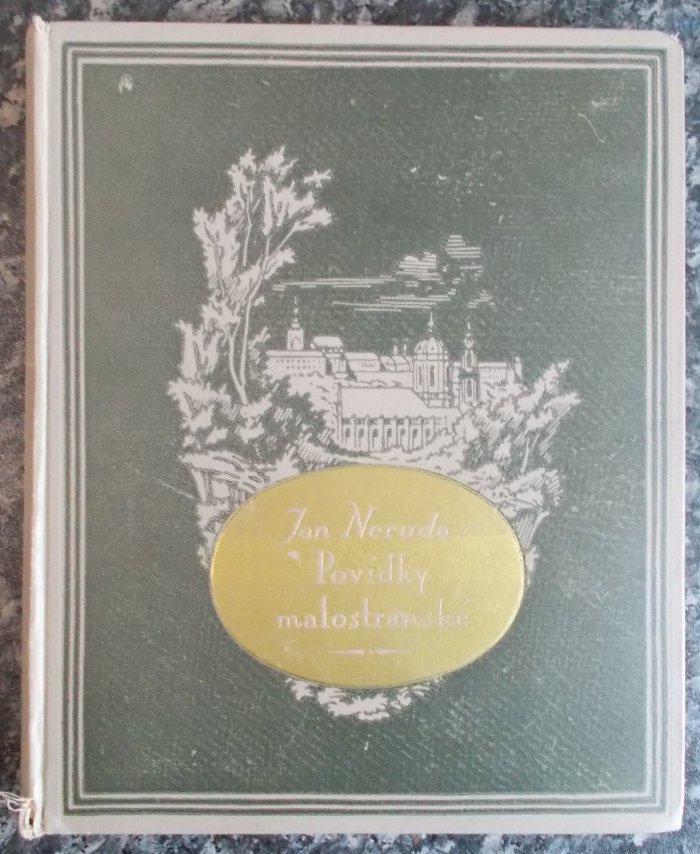 Jan Neruda
Povídky
malostranské